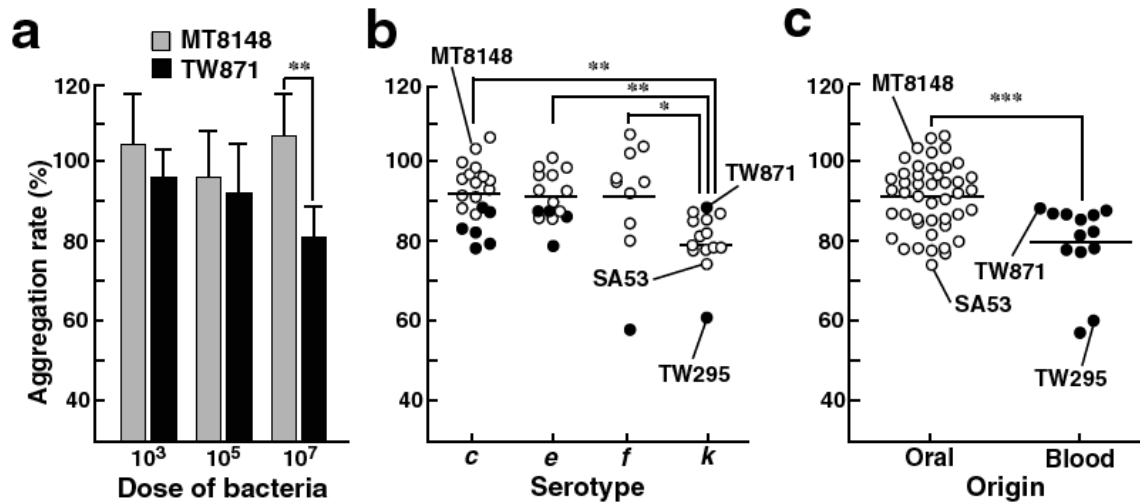 a
MT8148
TW871
**
120
100
80
60
40
Aggregation rate (%)
10³
10⁵
10⁷
Dose of bacteria
b
MT8148
**
**
*
120
100
80
60
40
TW871
SA53
TW295
c
e
f
k
Serotype
c
MT8148
***
120
100
80
60
40
TW871
SA53
TW295
Oral
Blood
Origin